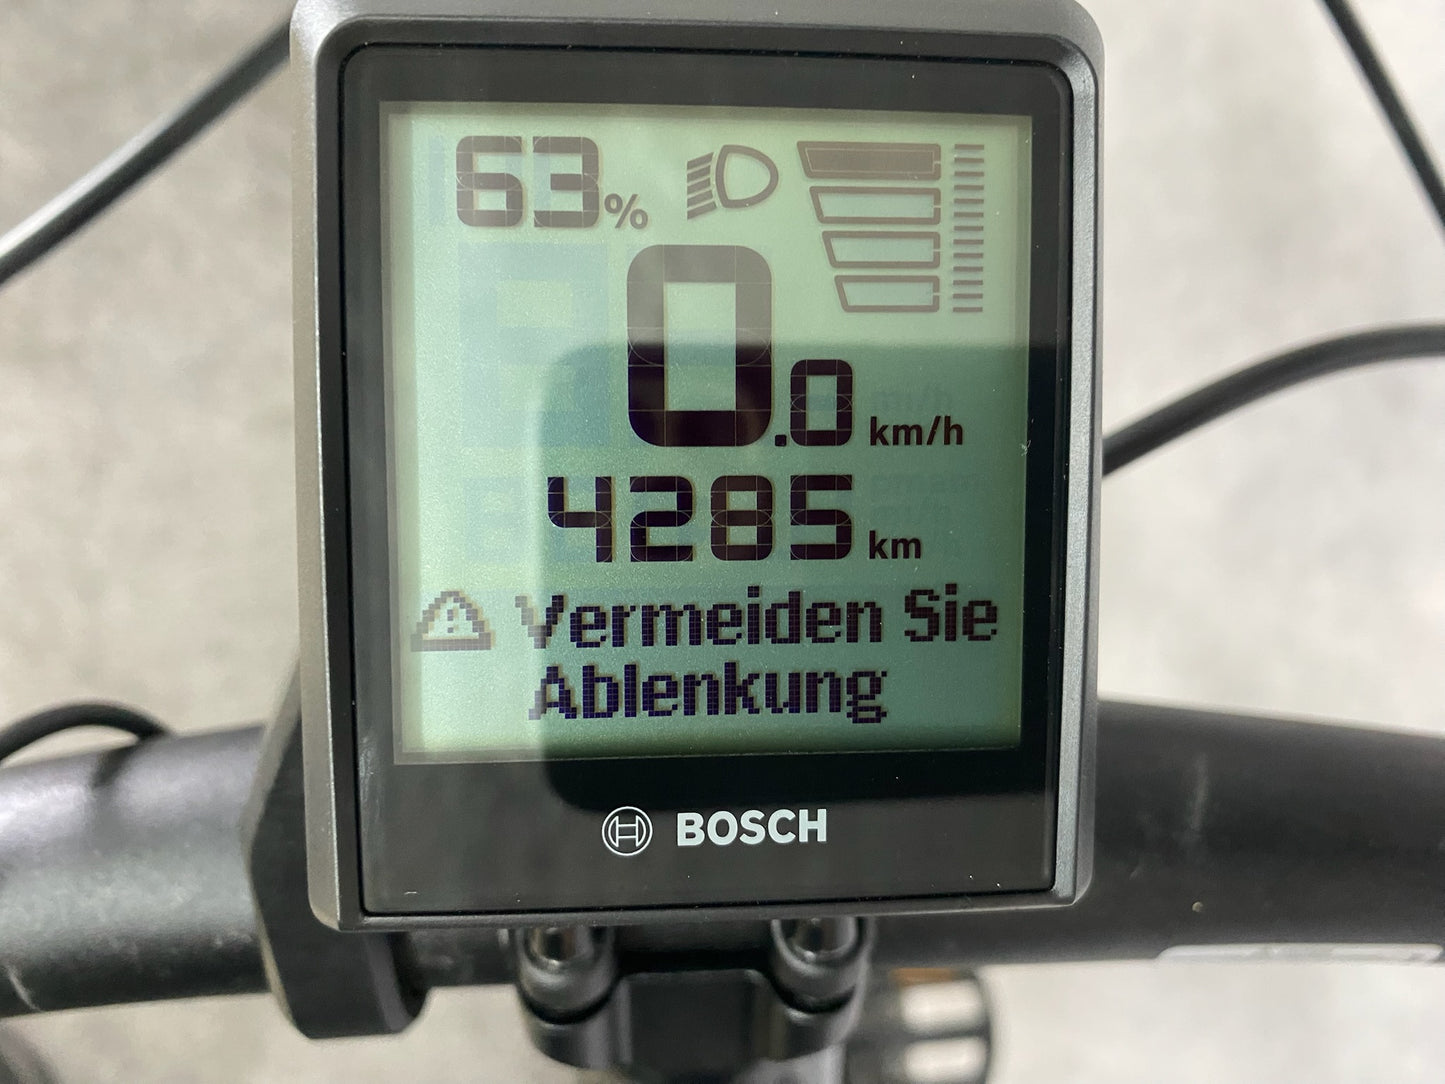 63%
0.0 km/h
4285 km
Vermeiden Sie
Ablenkung
BOSCH